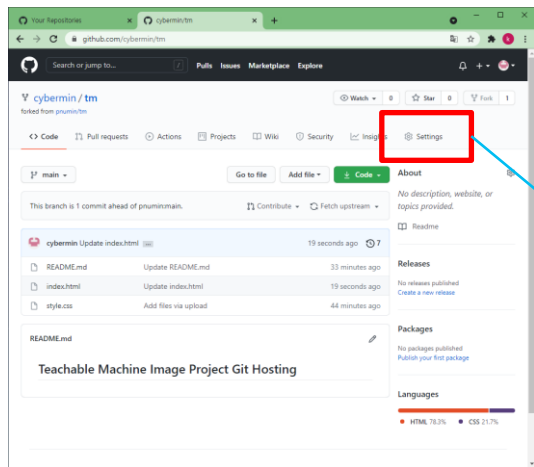 Your Repositories
cybermin/tm
github.com/cybermin/tm
Search or jump to...
/
Pulls Issues Marketplace Explore
cybermin / tm
forked from pnumin/tm
Watch 0
Star 0
Fork 1
Code
Pull requests
Actions
Projects
Wiki
Security
Insights
Settings
main
Go to file
Add file
Code
This branch is 1 commit ahead of pnumin:main.
Contribute
Fetch upstream
cybermin Update index.html ... 19 seconds ago 7
README.md Update README.md 33 minutes ago
index.html Update index.html 19 seconds ago
style.css Add files via upload 44 minutes ago
README.md
Teachable Machine Image Project Git Hosting
About
No description, website, or
topics provided.
Readme
Releases
No releases published
Create a new release
Packages
No packages published
Publish your first package
Languages
HTML 78.3% CSS 21.7%